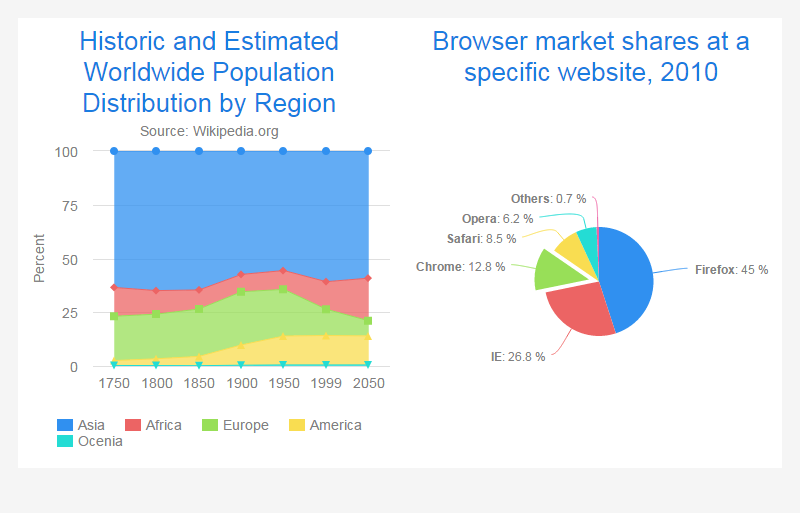 Historic and Estimated
Worldwide Population
Distribution by Region
Source: Wikipedia.org
Percent
100
75
50
25
0
1750 1800 1850 1900 1950 1999 2050
Asia Africa Europe America
Ocenia
Browser market shares at a
specific website, 2010
Others: 0.7 %
Opera: 6.2 %
Safari: 8.5 %
Chrome: 12.8 %
Firefox: 45 %
IE: 26.8 %